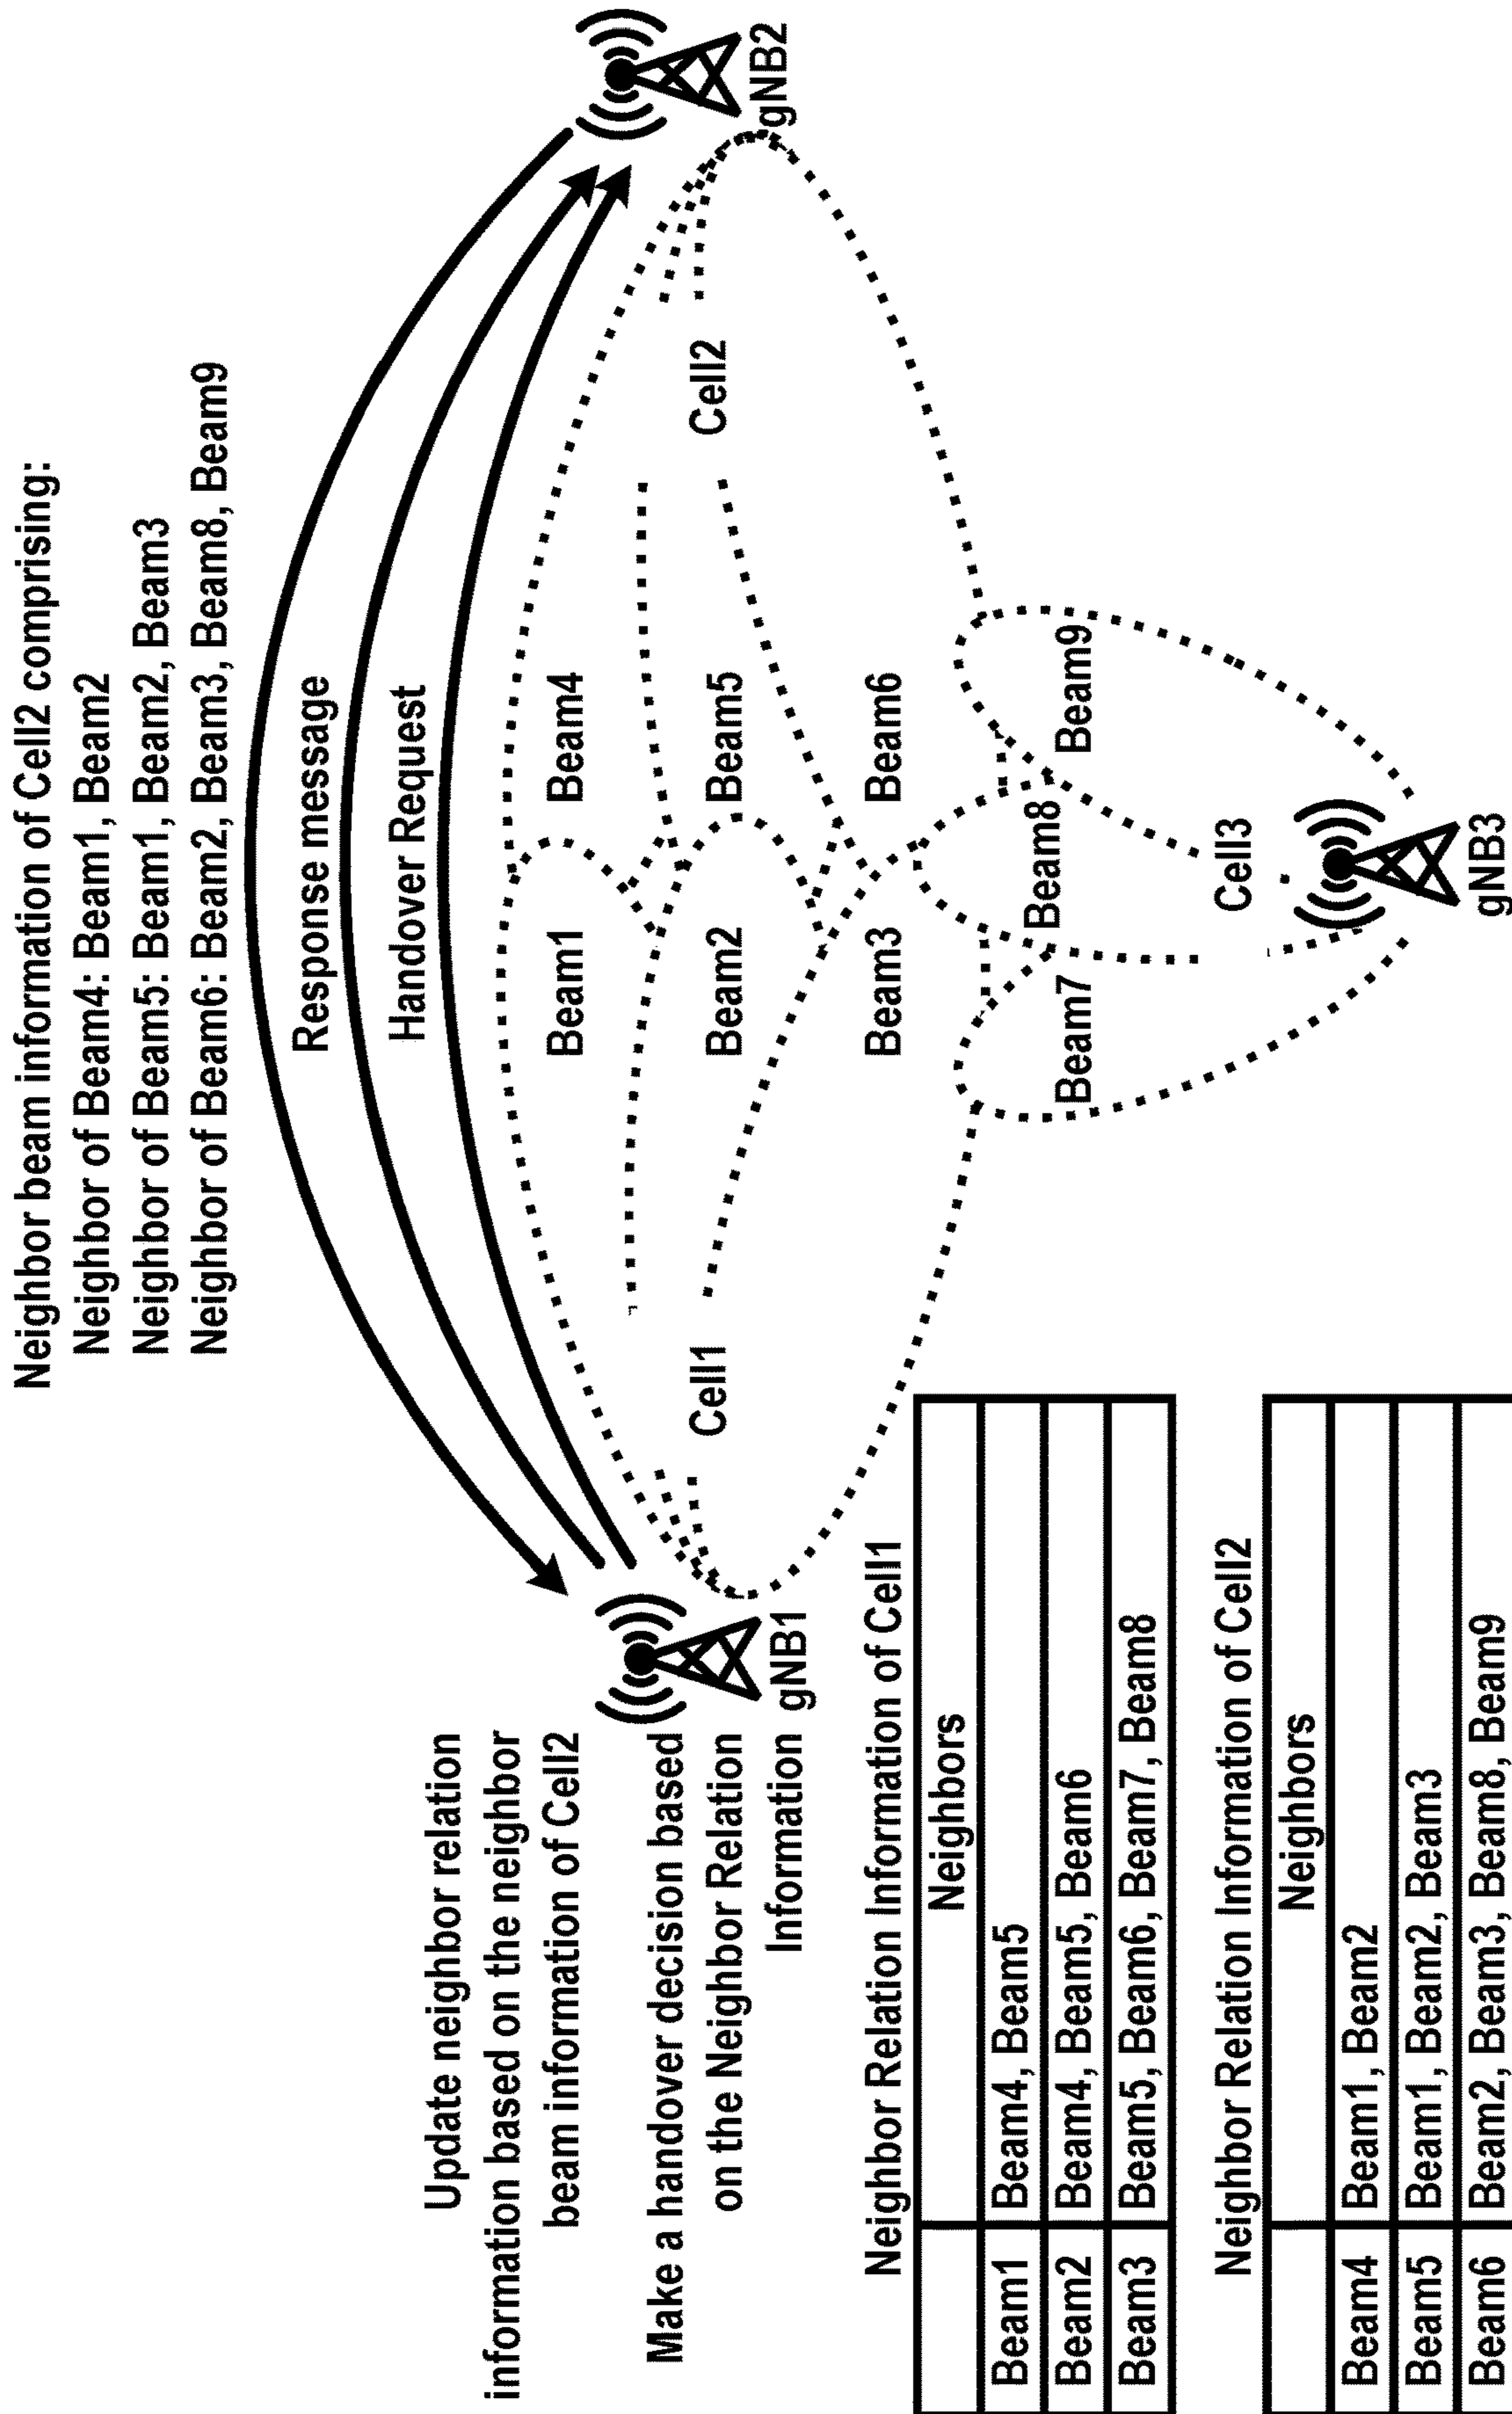 Neighbor beam information of Cell2 comprising:
Neighbor of Beam4: Beam1, Beam2
Neighbor of Beam5: Beam1, Beam2, Beam3
Neighbor of Beam6: Beam2, Beam3, Beam8, Beam9
Response message
Handover Request
Update neighbor relation
information based on the neighbor
beam information of Cell2
Make a handover decision based
on the Neighbor Relation
Information
gNB1
gNB2
Cell1
Cell2
Beam1
Beam4
Beam2
Beam5
Beam3
Beam6
Beam7
Beam8
Beam9
Cell3
gNB3
Neighbor Relation Information of Cell1
Neighbors
Beam1 Beam4, Beam5
Beam2 Beam4, Beam5, Beam6
Beam3 Beam5, Beam6, Beam7, Beam8
Neighbor Relation Information of Cell2
Neighbors
Beam4 Beam1, Beam2
Beam5 Beam1, Beam2, Beam3
Beam6 Beam2, Beam3, Beam8, Beam9